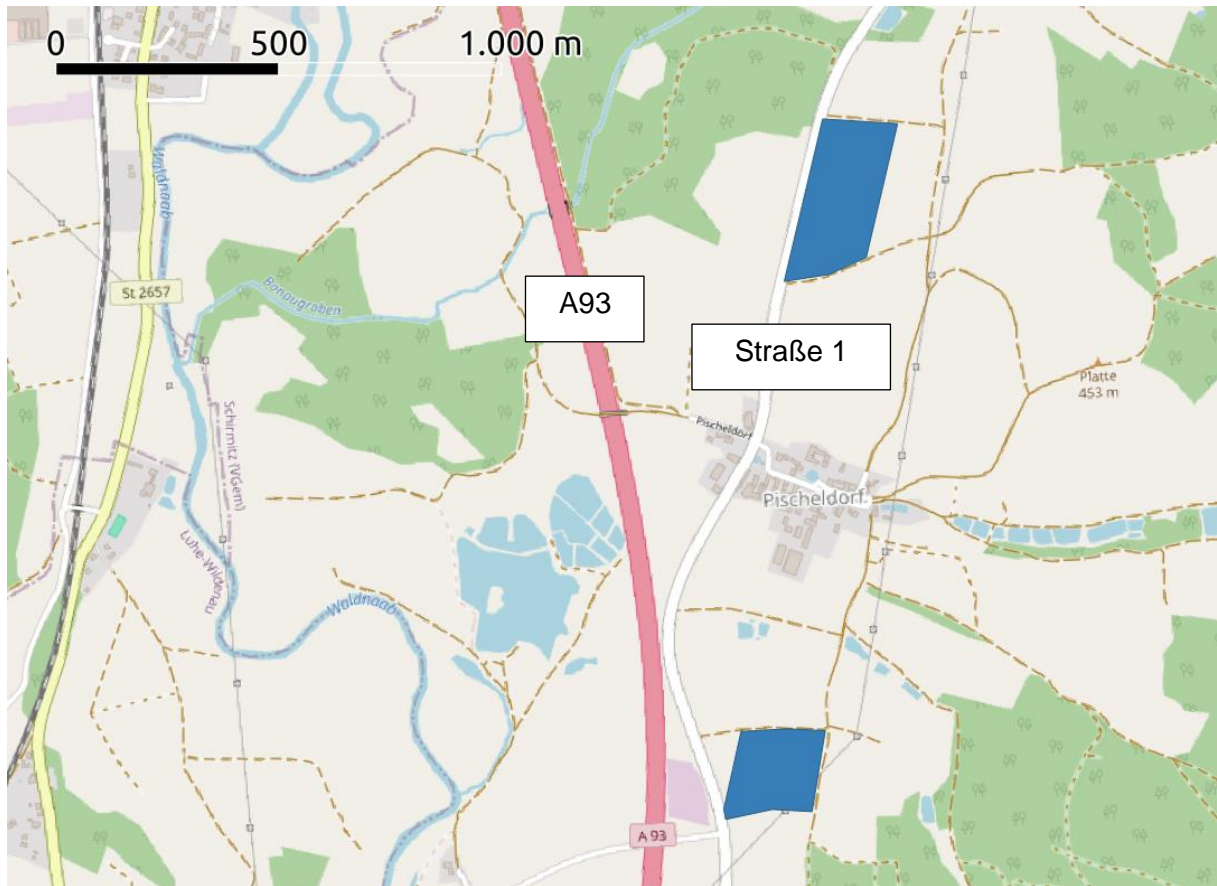 0 500 1.000 m
Waldnaab
St 2657
Bonaugraben
A93
Straße 1
Platte
453 m
Pischeldorf
Pischeldorf
Schirmitz (VGem)
Luhe-Wildenau
Waldnaab
A 93